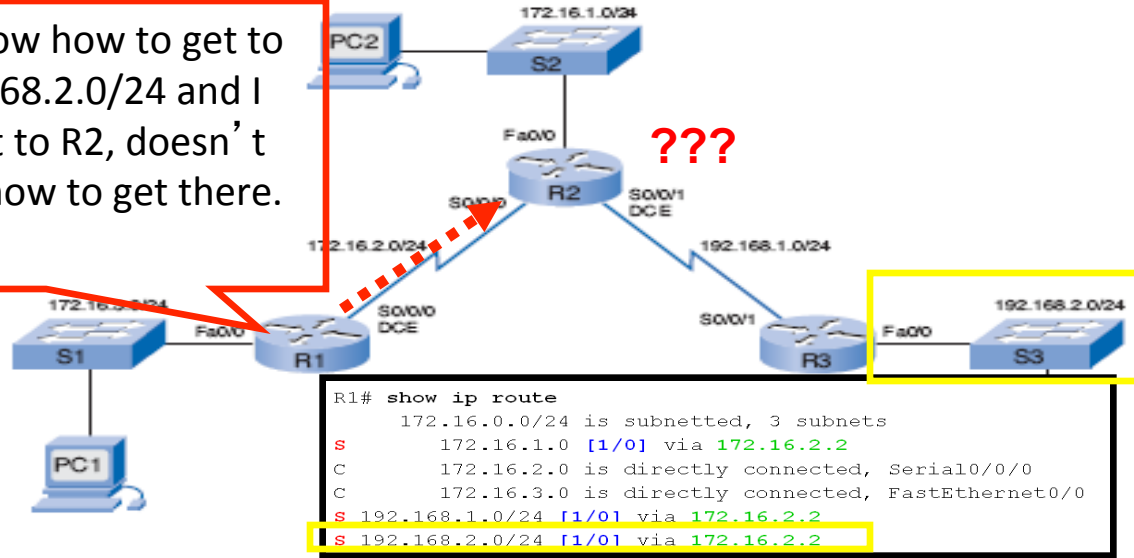 ow how to get to
68.2.0/24 and I
t to R2, doesn’t
now to get there.
172.16.1.0/24
PC2
S2
Fa0/0
???
R2
S0/0/0
S0/0/1
DCE
172.16.2.0/24
192.168.1.0/24
172.16.3.0/24
S0/0/0
DCE
Fa0/0
S1
R1
S0/0/1
Fa0/0
R3
192.168.2.0/24
S3
PC1
R1# show ip route
172.16.0.0/24 is subnetted, 3 subnets
S 172.16.1.0 [1/0] via 172.16.2.2
C 172.16.2.0 is directly connected, Serial0/0/0
C 172.16.3.0 is directly connected, FastEthernet0/0
S 192.168.1.0/24 [1/0] via 172.16.2.2
S 192.168.2.0/24 [1/0] via 172.16.2.2